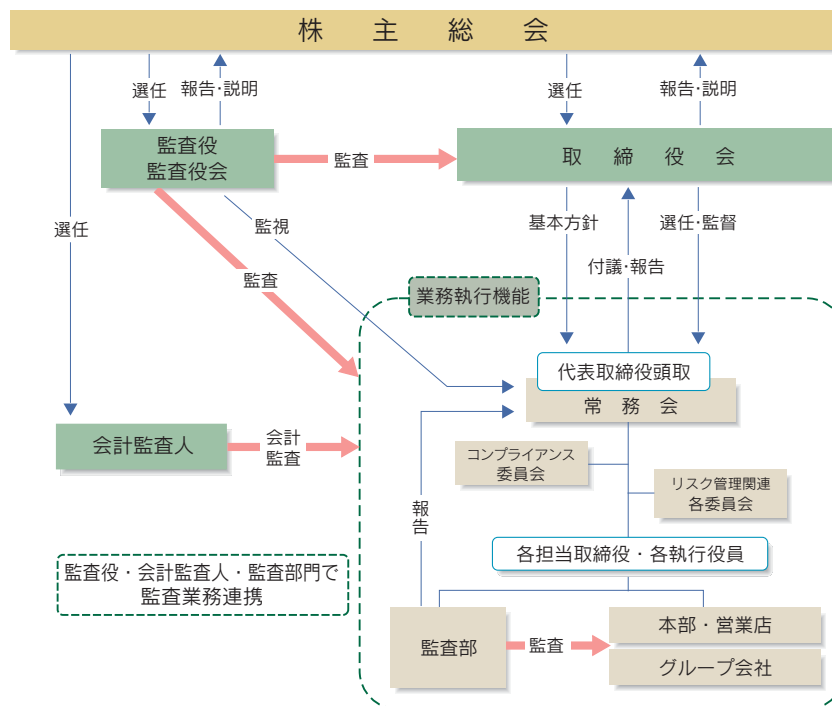 株主総会
選任
報告・説明
選任
報告・説明
監査役
監査役会
監査
取締役会
選任
監視
基本方針
選任・監督
付議・報告
監査
業務執行機能
代表取締役頭取
常務会
会計監査人
会計
監査
コンプライアンス
委員会
リスク管理関連
各委員会
報告
各担当取締役・各執行役員
監査役・会計監査人・監査部門で
監査業務連携
監査部
監査
本部・営業店
グループ会社